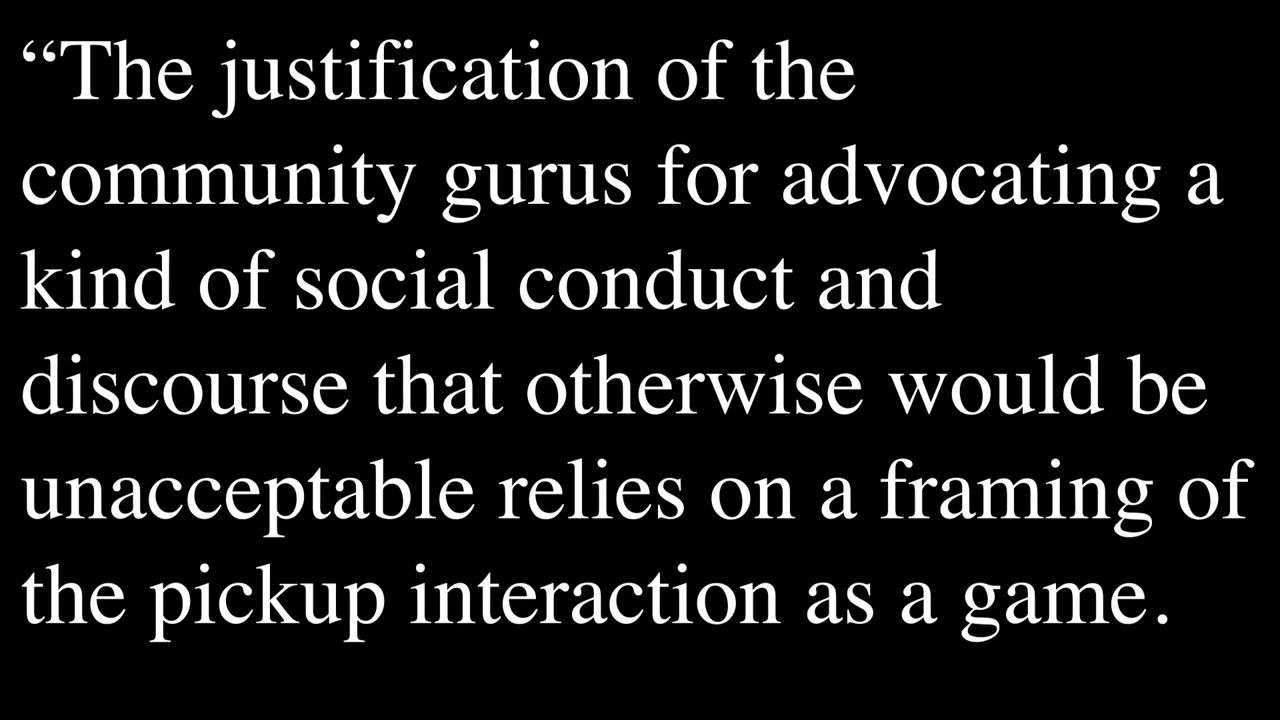 “The justification of the
community gurus for advocating a
kind of social conduct and
discourse that otherwise would be
unacceptable relies on a framing of
the pickup interaction as a game.